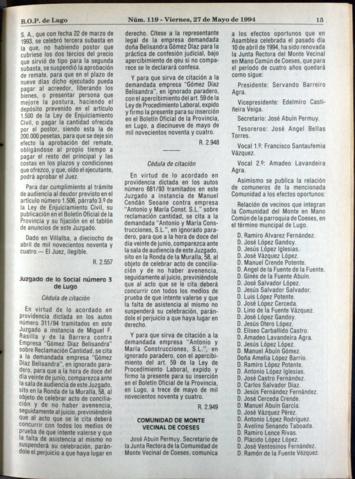 B.O.P. de Lugo
Núm. 119 - Viernes, 27 de Mayo de 1994
15
S. A., que con fecha 22 de marzo de
1993, se celebró tercera subasta en
la que, no habiendo postor que
cubriese los dos tercios del precio
que sirvió de tipo para la segunda
subasta, se suspendió la aprobación
de remate, para que en el plazo de
nueve días dicho ejecutado pueda
pagar al acreedor, liberando los
bienes, o presentar persona que
mejore la postura, haciendo el
depósito prevenido en el artículo
1.500 de la Ley de Enjuiciamiento
Civil, o pagar la cantidad ofrecida
por el postor, siendo esta de
200.000 pesetas, para que se deje sin
efecto la aprobación del remate,
obligándose al propio tiempo a
pagar el resto del principal y las
costas en los plazos y condiciones
que ofrezco, y que, oído el ejecutante,
podrá aprobar el Juez.
Para dar cumplimiento al trámite
de audiencia al deudor previsto en el
artículo número 1.506, párrafo 3.º de
la Ley de Enjuiciamiento Civil, su
publicación en el Boletín Oficial de la
Provincia y su fijación en el tablón
de anuncios de este Juzgado.
Dado en Villalba, a diecinueve de
abril de mil novecientos noventa y
cuatro. — El Juez, ilegible.
R. 2.557
Juzgado de lo Social número 3
de Lugo
Cédula de citación
En virtud de lo acordado en
providencia dictada en los autos
número 311/94 tramitados en este
Juzgado a instancia de Miguel F
Varilla y de la Barrera contra
Empresa "Gómez Díaz Belisandra"
sobre Reclamación Cantidad, se cita
a la demandada empresa "Gómez
Díaz Belisandra", en ignorado
paradero, para que a la hora de doce del
día veinte de junio, comparezca ante
la sala de audiencia de este Juzgado,
sito en la Ronda de la Muralla, 58, al
objeto de celebrar acto de conciliación
y de no haber avenencia,
seguidamente al juicio, previniéndole
que al acto que se le cita deberá
concurrir con todos los medios de
prueba de que intente valerse y que
la falta de asistencia al mismo no
suspenderá su celebración, parándole
el perjuicio a que haya lugar en
derecho. Cítese a la representante
legal de la empresa demandada
doña Belisandra Gómez Díaz para la
práctica de confesión judicial, bajo
apercibimiento de que si no comparece
se le declarará confesa.
Y para que sirva de citación a la
demandada empresa "Gómez Díaz
Belisandra", en ignorado paradero,
con el apercibimiento del art. 59 de la
Ley de Procedimiento Laboral, expido
y firmo la presente para su inserción
en el Boletín Oficial de la Provincia,
en Lugo, a diecinueve de mayo de mil
novecientos noventa y cuatro.
R. 2.948
Cédula de citación
En virtud de lo acordado en
providencia dictada en los autos
número 681/93 tramitados en este
Juzgado a instancia de Manuel
Cendán Seoane contra empresa
"Antonio y María Const. S.L." sobre
reclamación cantidad, se cita a la
demandada "Antonio y María Construcciones,
S.L.", en ignorado paradero,
para que a la hora de doce del
día veinte de junio, comparezca ante
la sala de audiencia de este Juzgado,
sito en la Ronda de la Muralla, 58, al
objeto de celebrar acto de conciliación
y de no haber avenencia,
seguidamente al juicio, previniéndole
que al acto que se le cita deberá
concurrir con todos los medios de
prueba de que intente valerse y que
la falta de asistencia al mismo no
suspenderá su celebración, parándole
el perjuicio a que haya lugar en
derecho.
Y para que sirva de citación a la
demandada empresa "Antonio y
María Construcciones, S.L.", en
ignorado paradero, con el apercibimiento
del art. 59 de la Ley de
Procedimiento Laboral, expido y
firmo la presente para su inserción
en el Boletín Oficial de la Provincia,
en Lugo, a trece de mayo de mil
novecientos noventa y cuatro.
R. 2.949
COMUNIDAD DE MONTE
VECINAL DE COESES
José Abuín Permuy, Secretario de
la Junta Rectora de la Comunidad de
Monte Vecinal de Coeses, comunica
a los efectos oportunos que en
Asamblea celebrada el pasado día
10 de abril de 1994, ha sido renovada
la Junta Rectora del Monte Vecinal
en Mano Común de Coeses, que para
el período de cuatro años quedará
como sigue:
Presidente: Servando Barreiro
Agra.
Vicepresidente: Edelmiro Castiñeira
Veiga.
Secretario: José Abuín Permuy.
Tesoreros: José Angel Bellas
Torres.
Vocal 1.º: Francisco Santaufemia
Vázquez.
Vocal 2.º: Amadeo Lavandeira
Agra.
Asimismo se publica la relación
de comuneros de la mencionada
Comunidad a los efectos oportunos:
Relación de vecinos que integran
la Comunidad del Monte en Mano
Común, de la parroquia de Coeses, en
el término municipal de Lugo.
D. Ramiro Alvarez Fernández.
D. José López Ganday.
D. Jesús López Iglesias.
D. José Vázquez López.
D. Manuel Crende Potente.
D. Angel de la Fuente de la Fuente.
D. Ginés de la Fuente Abuín.
D. José Salvador López.
D. Jesús Salvador Salvador.
D. Luis López Potente.
D. José López Cerceda.
D. Lino de la Fuente Vázquez.
D. José López Gandoy.
D. Jesús Otero López.
D. Eliseo Carballido Castro.
D. Amando Vázquez López.
D. Amadeo Lavandeira Agra.
D. Jesús López López.
D. Manuel Abuín Gómez.
Doña Amelia López Barrio.
D. Ramiro López Potente.
D. Antonio López Iglesias.
D. José Castro Fernández.
D. Carlos Salvador Díaz.
D. Jesús Fernández Fernández.
D. José Cerceda Crende.
D. Manuel Abuín García.
D. José Vázquez Pérez.
D. Antonio López Rodríguez.
D. Avelino Senando Taboada.
D. Ramiro Lence Rivas.
D. Plácido López López.
D. José Ventosinos Fernández.
D. Ramón de la Fuente Vázquez.